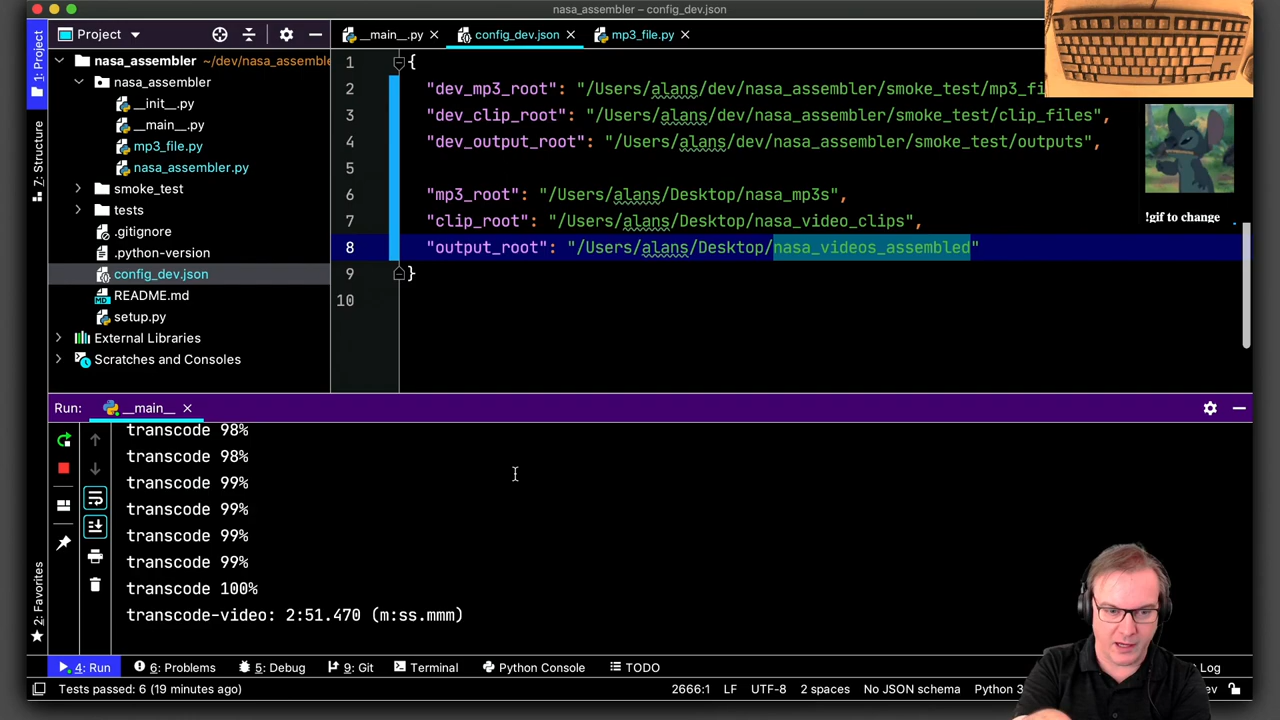 nasa_assembler – config_dev.json
1: Project
7: Structure
2: Favorites
Project
__main__.py
config_dev.json
mp3_file.py
nasa_assembler ~/dev/nasa_assemble
nasa_assembler
__init__.py
__main__.py
mp3_file.py
nasa_assembler.py
smoke_test
tests
.gitignore
.python-version
config_dev.json
README.md
setup.py
External Libraries
Scratches and Consoles
1 {
2 "dev_mp3_root": "/Users/alans/dev/nasa_assembler/smoke_test/mp3_fi
3 "dev_clip_root": "/Users/alans/dev/nasa_assembler/smoke_test/clip_files",
4 "dev_output_root": "/Users/alans/dev/nasa_assembler/smoke_test/outputs",
5
6 "mp3_root": "/Users/alans/Desktop/nasa_mp3s",
7 "clip_root": "/Users/alans/Desktop/nasa_video_clips",
8 "output_root": "/Users/alans/Desktop/nasa_videos_assembled"
9 }
10
!gif to change
Run: __main__
transcode 98%
transcode 98%
transcode 99%
transcode 99%
transcode 99%
transcode 99%
transcode 100%
transcode-video: 2:51.470 (m:ss.mmm)
4: Run
6: Problems
5: Debug
9: Git
Terminal
Python Console
TODO
Log
Tests passed: 6 (19 minutes ago)
2666:1 LF UTF-8 2 spaces No JSON schema Python 3